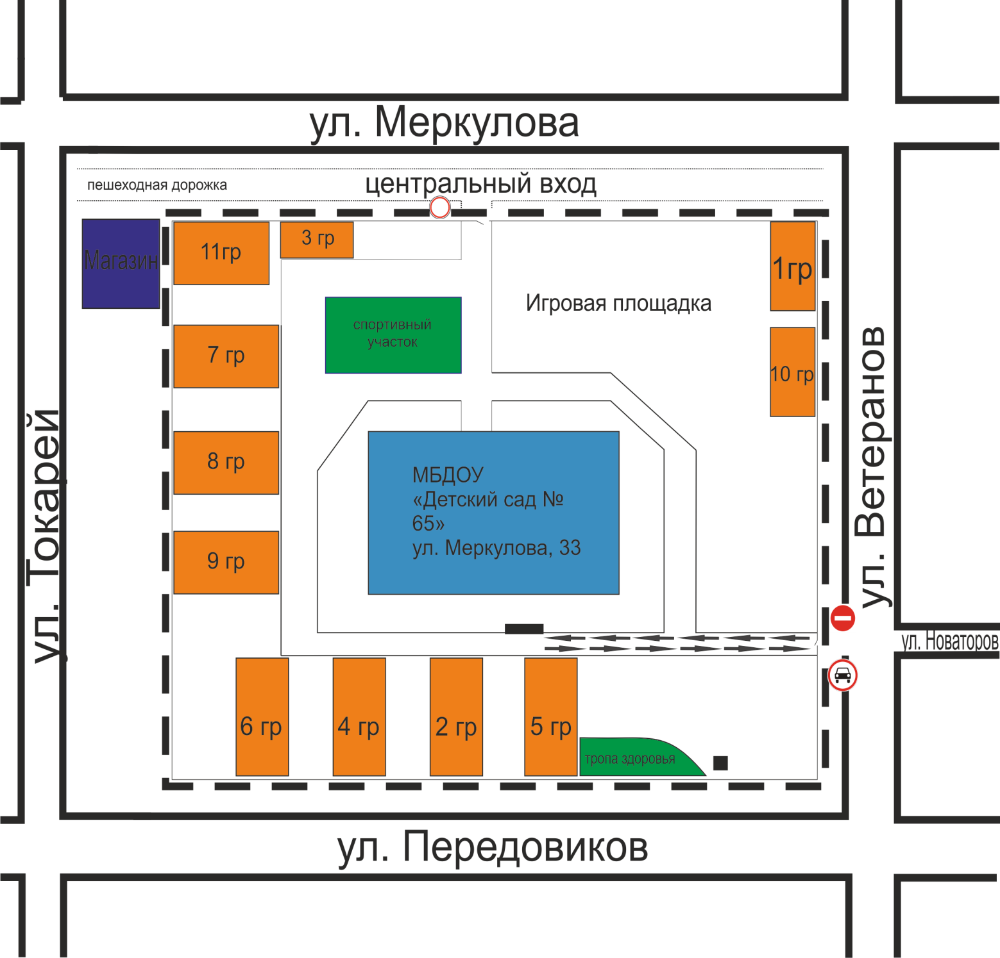 ул. Меркулова
пешеходная дорожка
центральный вход
Магазин
11гр
3 гр
1гр
Игровая площадка
спортивный
участок
7 гр
10 гр
ул. Токарей
ул. Ветеранов
8 гр
МБДОУ
«Детский сад №
65»
ул. Меркулова, 33
9 гр
ул. Новаторов
6 гр
4 гр
2 гр
5 гр
тропа здоровья
ул. Передовиков